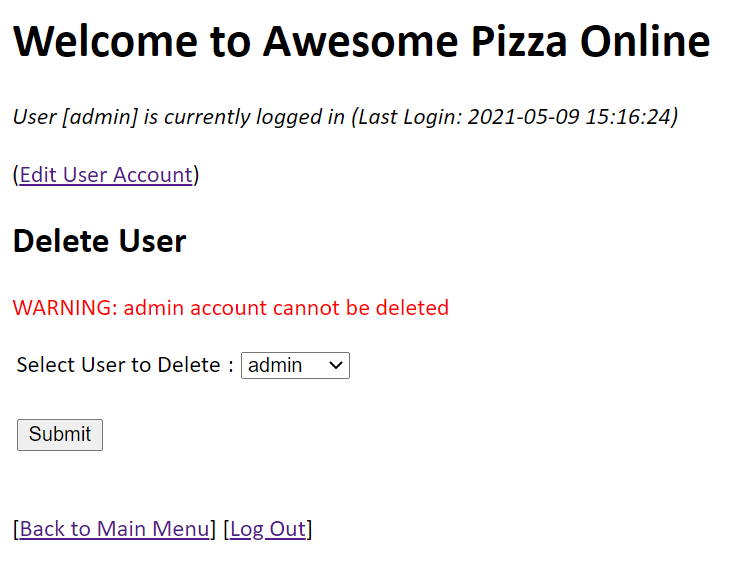 Welcome to Awesome Pizza Online
User [admin] is currently logged in (Last Login: 2021-05-09 15:16:24)
(Edit User Account)
Delete User
WARNING: admin account cannot be deleted
Select User to Delete : admin
Submit
[Back to Main Menu] [Log Out]